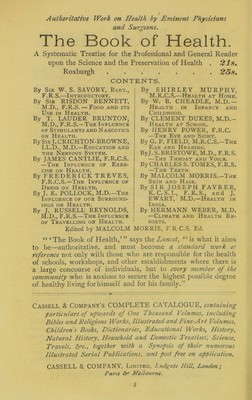 Authoritative Work on Health by Eminent Physicians
and Surgeons.
The Book of Health.
A Systematic Treatise for the Professional and General Reader
upon the Science and the Preservation of Health . 21s.
Roxburgh . . . . . 25s.
CONTENTS.
By SIR W. S. SAVORY, BART.,
F.R.S.—INTRODUCTORY.
By SIR RISDON BENNETT,
M.D., F.R.S.—FOOD AND ITS
USE IN HEALTH.
By T. LAUDER BRUNTON,
M.D., F.R.S.—THE INFLUENCE
OF STIMULANTS AND NARCOTICS
ON HEALTH.
By SIR J. CRICHTON-BROWNE,
LL.D., M.D.—EDUCATION AND
THE NERVOUS SYSTEM.
By JAMES CANTLIE, F.R.C.S.
—THE INFLUENCE OF EXER-
CISE ON HEALTH.
By FREDERICK TREVES,
F.R.C.S.—THE INFLUENCE OF
DRESS ON HEALTH.
By J. E. POLLOCK, M.D.—THE
INFLUENCE OF OUR SURROUND-
INGS ON HEALTH.
By J. RUSSELL REYNOLDS,
M.D., F.R.S.—THE INFLUENCE
OF TRAVELLING ON HEALTH.
By SHIRLEY MURPHY,
M.R.C.S.—HEALTH AT HOME.
By W. B. CHEADLE, M.D.—
HEALTH IN INFANCY AND
CHILDHOOD.
By CLEMENT DUKES, M.D.—
HEALTH AT SCHOOL.
By HENRY POWER, F.R.C.S.
—THE EYE AND SIGHT.
By G. P. FIELD, M.R.C.S.—THE
EAR AND HEARING.
By J. S. BRISTOWE, M.D., F.R.S.
—THE THROAT AND VOICE.
By CHARLES S. TOMES, F.R.S.
—THE TEETH.
By MALCOLM MORRIS—THE
SKIN AND HAIR.
By SIR JOSEPH FAYRER,
K.C.S.I., F.R.S., and J.
EWART, M.D.—HEALTH IN
INDIA.
By HERMANN WEBER, M.D.
—CLIMATE AND HEALTH RE-
SORTS.
Edited by MALCOLM MORRIS, F.R.C.S. Ed.
"'The Book of Health,'" says the Lancet, "is what it aims
to be—authoritative, and must become a standard work of
reference not only with those who are responsible for the health
of schools, workshops, and other establishments where there is
a large concourse of individuals, but to every member of the
community who is anxious to secure the highest possible degree
of healthy living for himself and for his family."
CASSELL & COMPANY'S COMPLETE CATALOGUE, containing
particulars of upwards of One Thousand Volumes, including
Bibles and Religious Works, Illustrated and Fine-Art Volumes,
Children's Books, Dictionaries, Educational Works, History,
Natural History, Household and Domestic Treatises, Science,
Travels, &c., together with a Synopsis of their numerous
Illustrated Serial Publications, sent post free on application.
CASSELL & COMPANY, LIMITED, Ludgate Hill, London;
Paris & Melbourne.